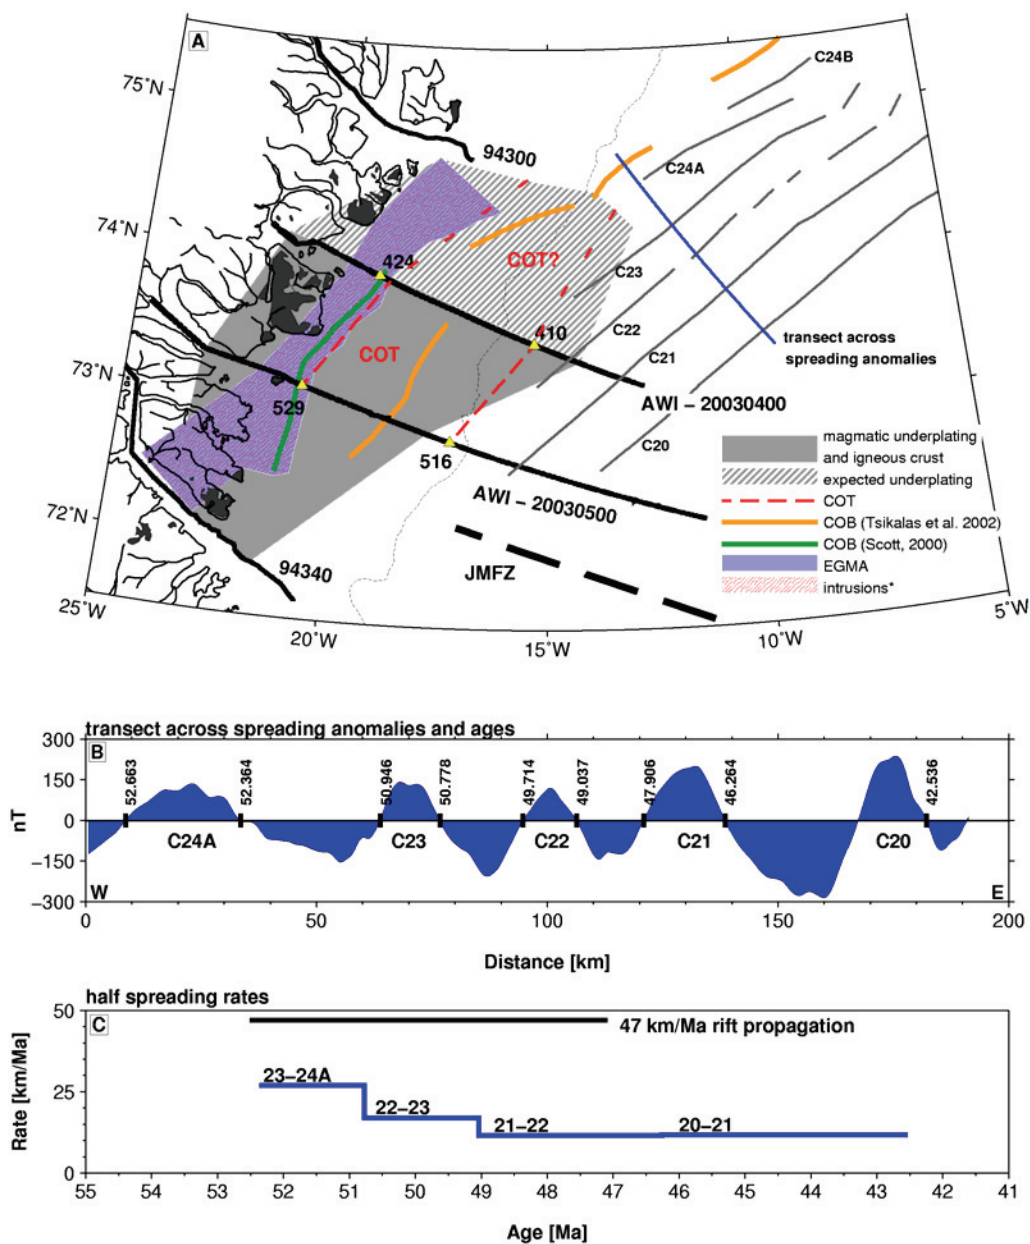 A
75°N
74°N
73°N
72°N
25°W
20°W
15°W
10°W
5°W
94300
C24B
C24A
424
COT?
C23
COT
410
C22
C21
transect across
spreading anomalies
529
AWI – 20030400
C20
516
AWI – 20030500
JMFZ
94340
magmatic underplating
and igneous crust
expected underplating
COT
COB (Tsikalas et al. 2002)
COB (Scott, 2000)
EGMA
intrusions*
transect across spreading anomalies and ages
B
300
150
0
−150
−300
nT
52.663
52.364
50.946
50.778
49.714
49.037
47.906
46.264
42.536
C24A
C23
C22
C21
C20
W
E
0
50
100
150
200
Distance [km]
half spreading rates
C
50
25
0
Rate [km/Ma]
47 km/Ma rift propagation
23–24A
22–23
21–22
20–21
55
54
53
52
51
50
49
48
47
46
45
44
43
42
41
Age [Ma]